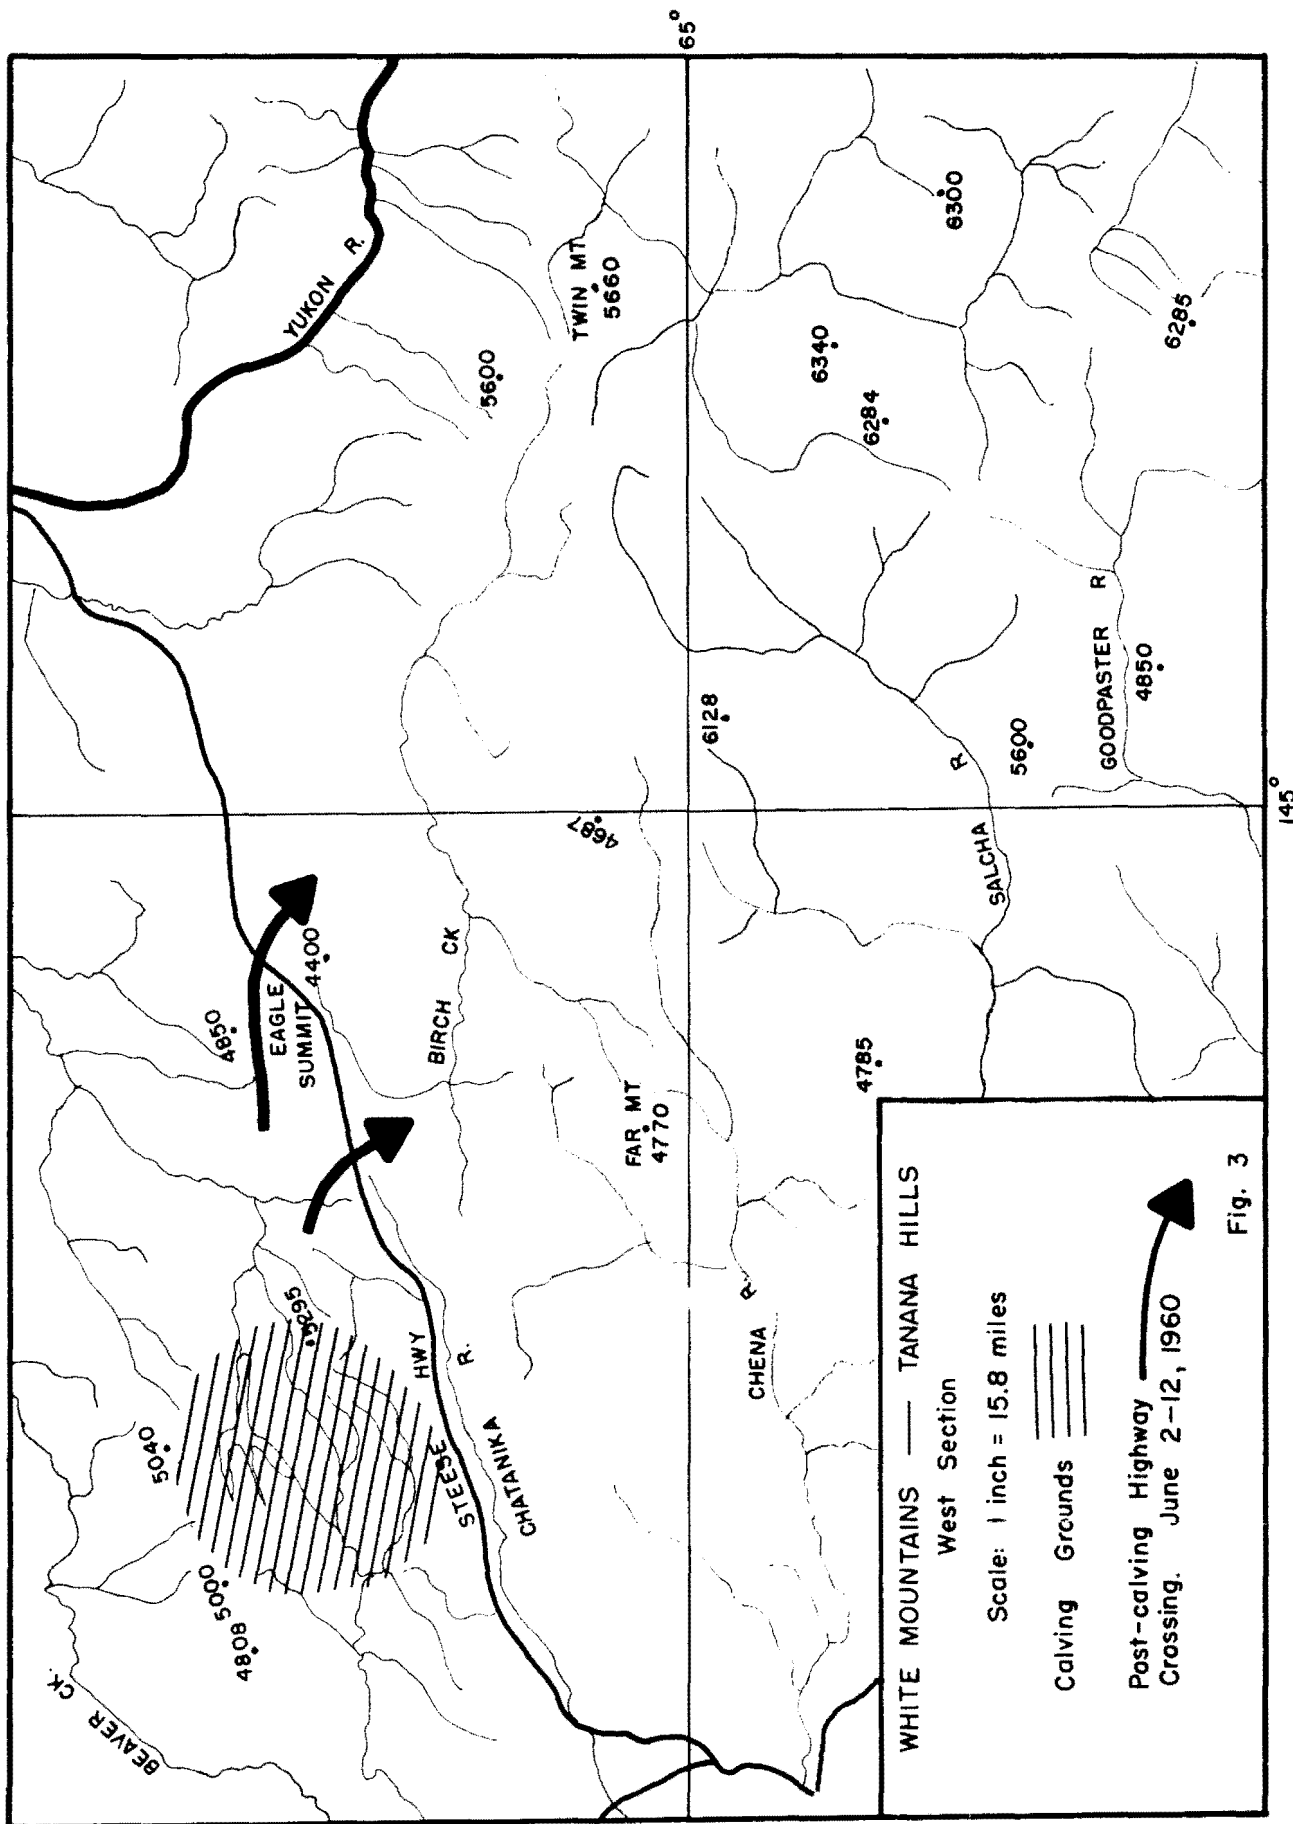 65°
YUKON R.
TWIN MT
5660
5600
6300
6340
6284
6285
GOODPASTER R
4850
5600
6128
SALCHA R
145°
4687
4400
EAGLE
SUMMIT
4850
BIRCH CK
FAR MT
4770
4785
5295
STEESE HWY
CHATANIKA R.
CHENA R.
5040
5000
4808
BEAVER CK.
WHITE MOUNTAINS — TANANA HILLS
West Section
Scale: 1 inch = 15.8 miles
Calving Grounds
Post-calving Highway
Crossing. June 2-12, 1960
Fig. 3